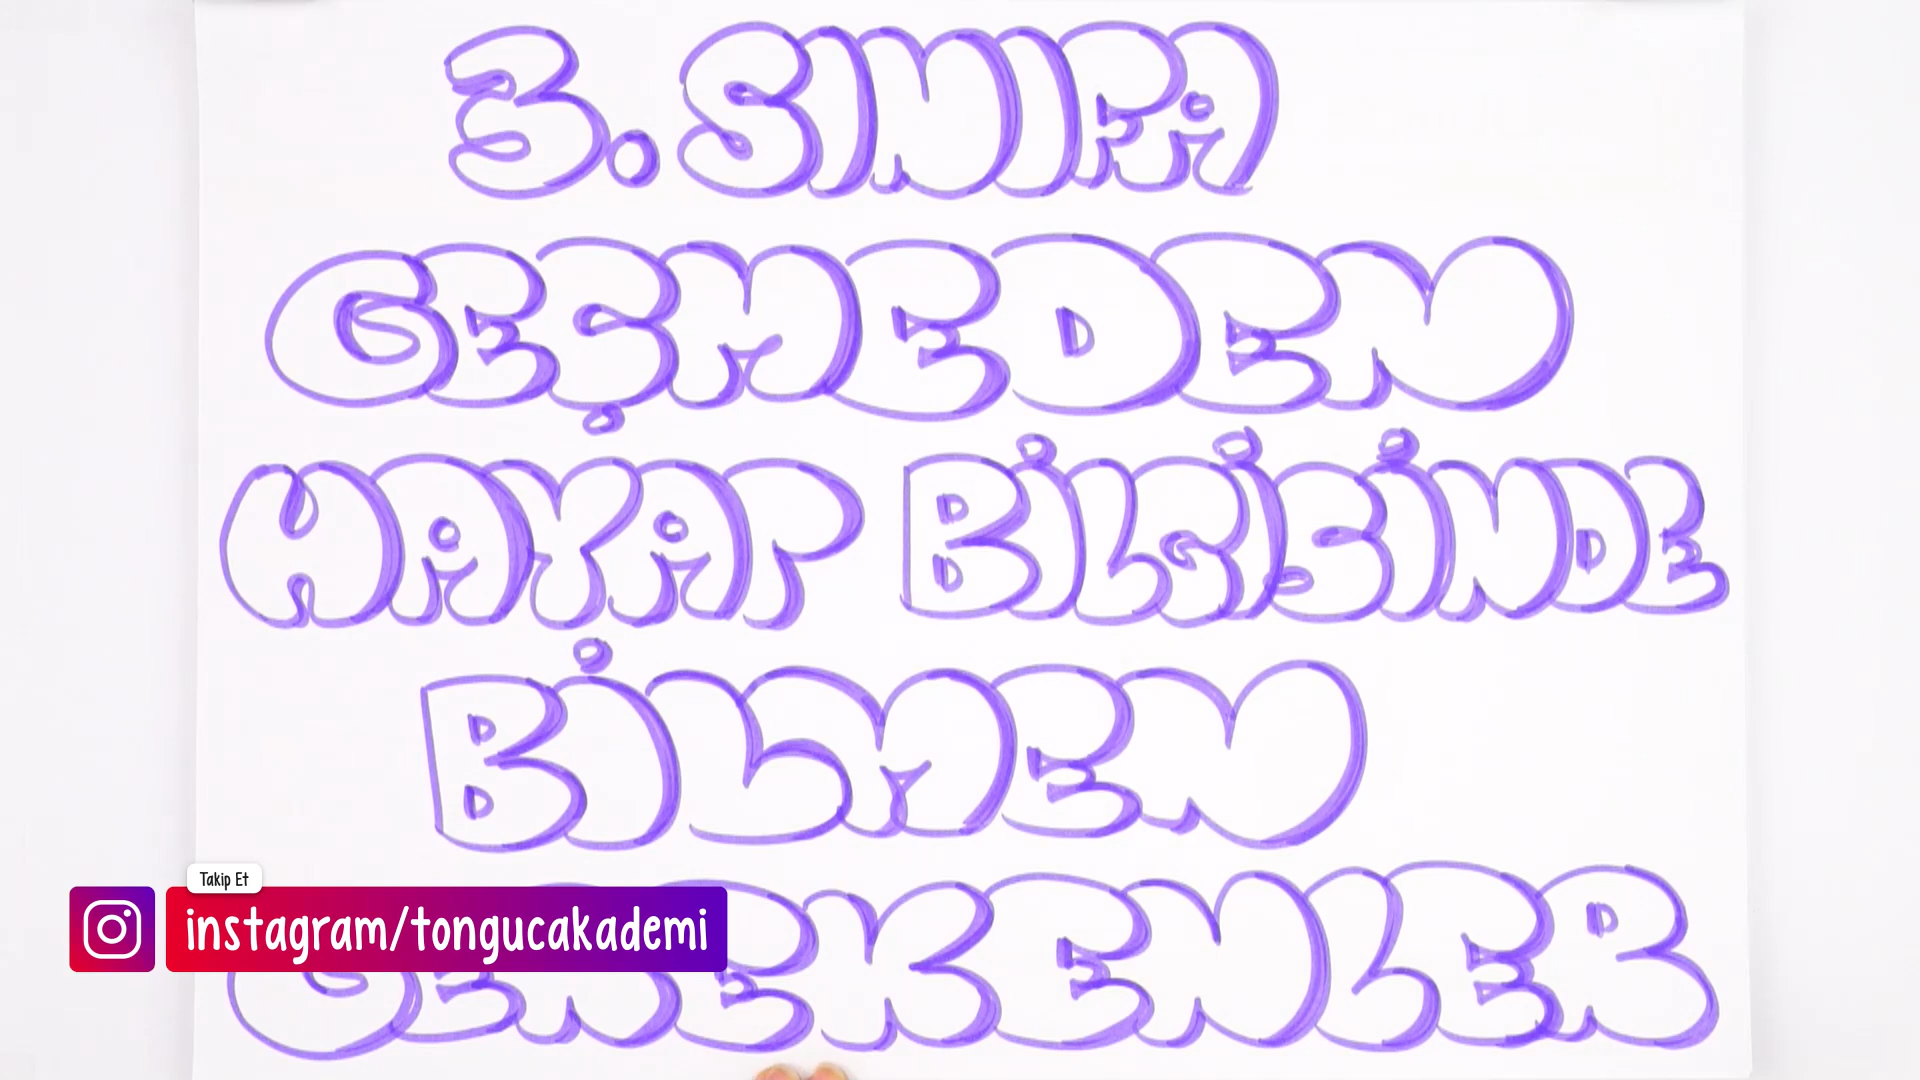 3. SINIFA
GEÇMEDEN
HAYAT BİLGİSİNDE
BİLMEN
GEREKENLER
Takip Et
instagram/tongucakademi